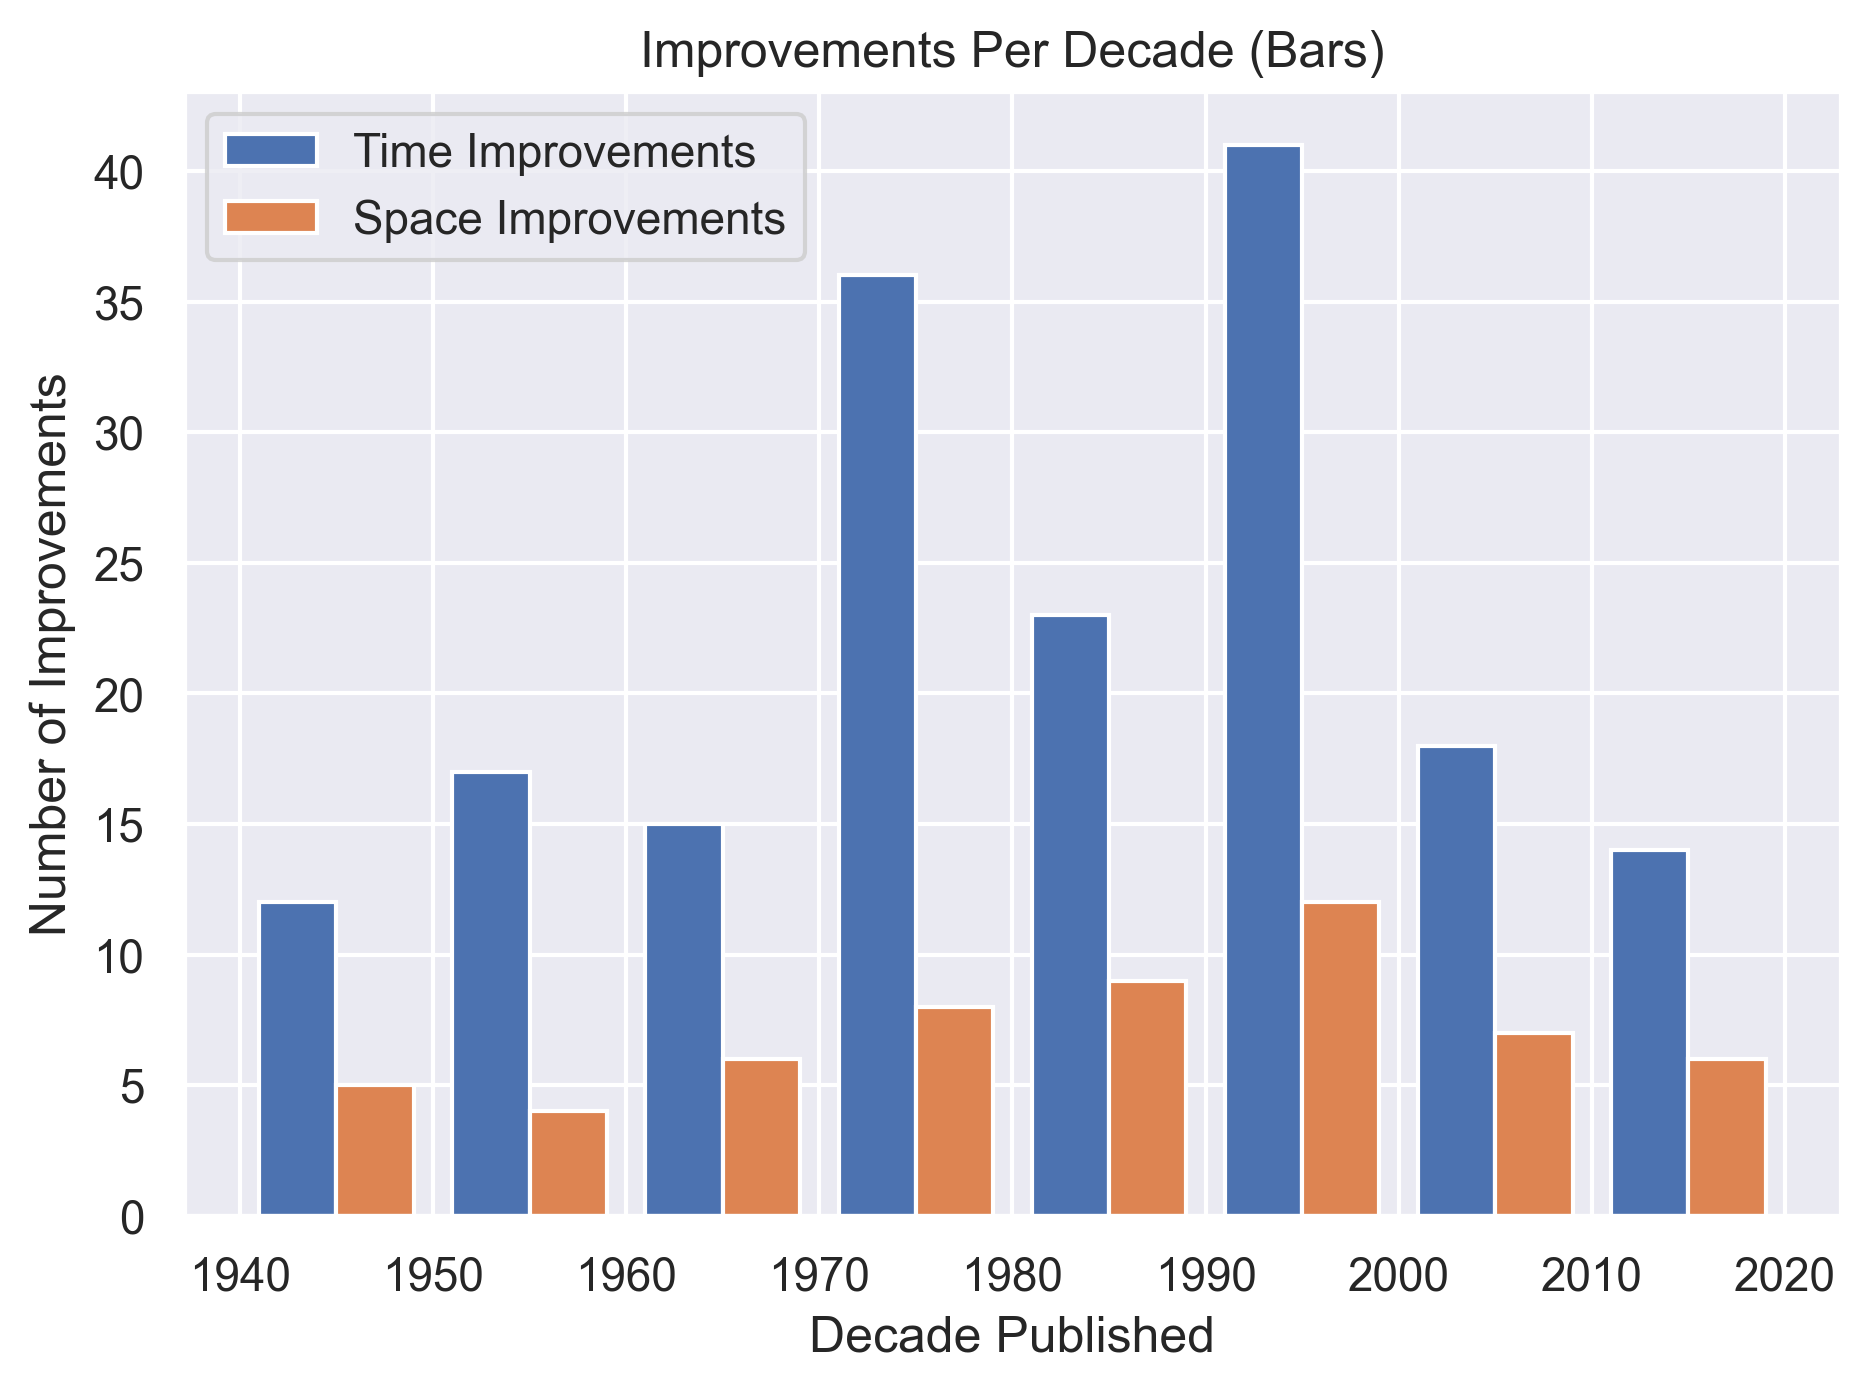 Improvements Per Decade (Bars)
Time Improvements
Space Improvements
Number of Improvements
40
35
30
25
20
15
10
5
0
1940 1950 1960 1970 1980 1990 2000 2010 2020
Decade Published